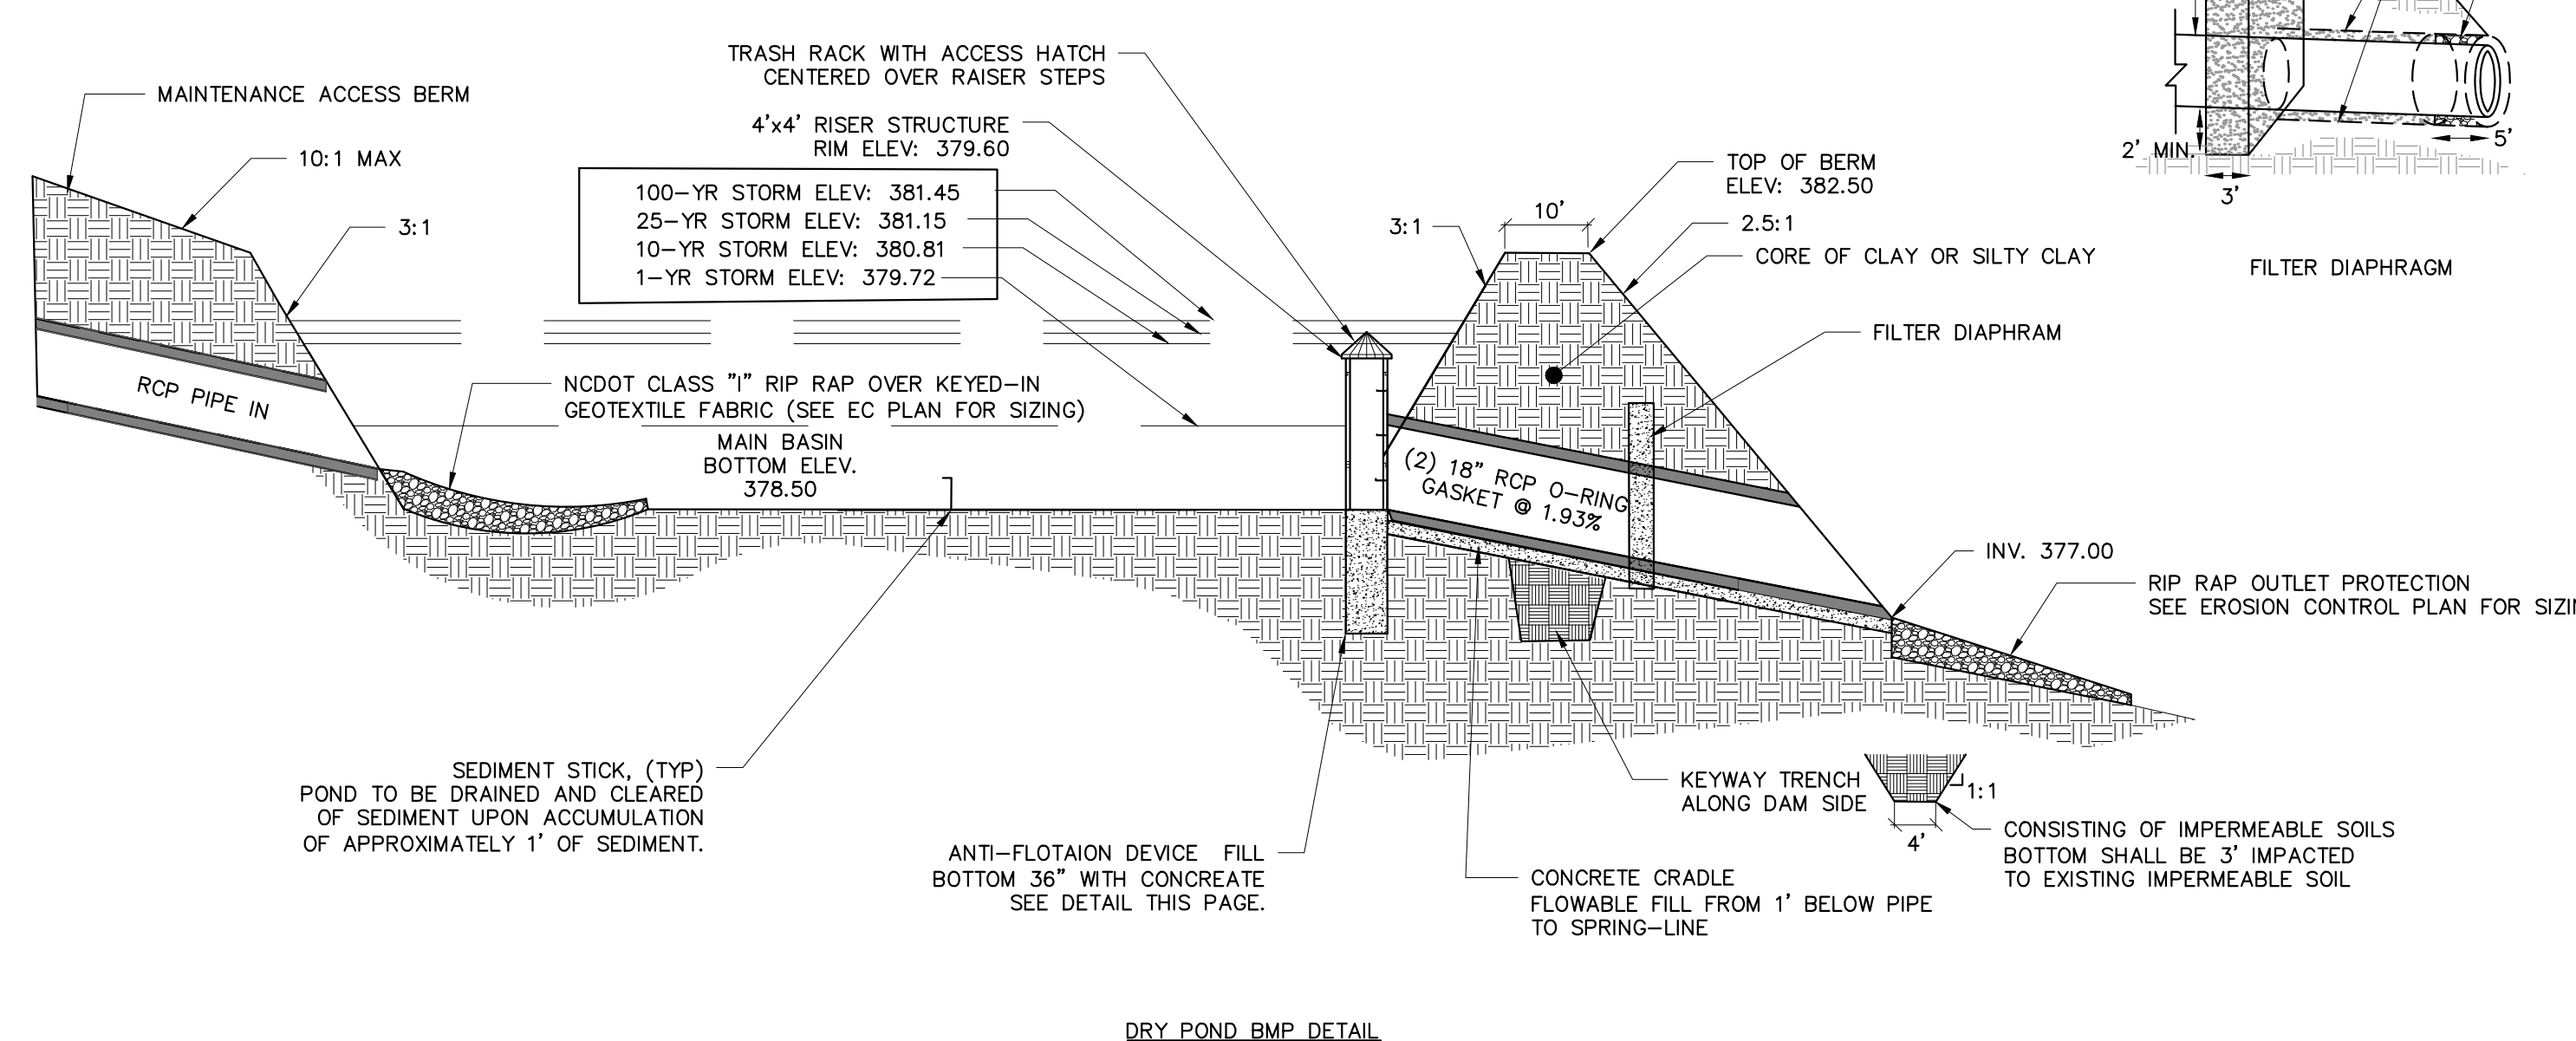 TRASH RACK WITH ACCESS HATCH
CENTERED OVER RAISER STEPS
MAINTENANCE ACCESS BERM
10:1 MAX
3:1
4'x4' RISER STRUCTURE
RIM ELEV: 379.60
100-YR STORM ELEV: 381.45
25-YR STORM ELEV: 381.15
10-YR STORM ELEV: 380.81
1-YR STORM ELEV: 379.72
3:1
10'
TOP OF BERM
ELEV: 382.50
2.5:1
CORE OF CLAY OR SILTY CLAY
FILTER DIAPHRAM
2' MIN.
3'
5'
FILTER DIAPHRAGM
RCP PIPE IN
NCDOT CLASS "I" RIP RAP OVER KEYED-IN
GEOTEXTILE FABRIC (SEE EC PLAN FOR SIZING)
MAIN BASIN
BOTTOM ELEV.
378.50
(2) 18" RCP O-RING
GASKET @ 1.93%
INV. 377.00
RIP RAP OUTLET PROTECTION
SEE EROSION CONTROL PLAN FOR
SEDIMENT STICK, (TYP)
POND TO BE DRAINED AND CLEARED
OF SEDIMENT UPON ACCUMULATION
OF APPROXIMATELY 1' OF SEDIMENT.
ANTI-FLOTAION DEVICE FILL
BOTTOM 36" WITH CONCREATE
SEE DETAIL THIS PAGE.
KEYWAY TRENCH
ALONG DAM SIDE
1:1
4'
CONSISTING OF IMPERMEABLE SOILS
BOTTOM SHALL BE 3' IMPACTED
TO EXISTING IMPERMEABLE SOIL
CONCRETE CRADLE
FLOWABLE FILL FROM 1' BELOW PIPE
TO SPRING-LINE
DRY POND BMP DETAIL